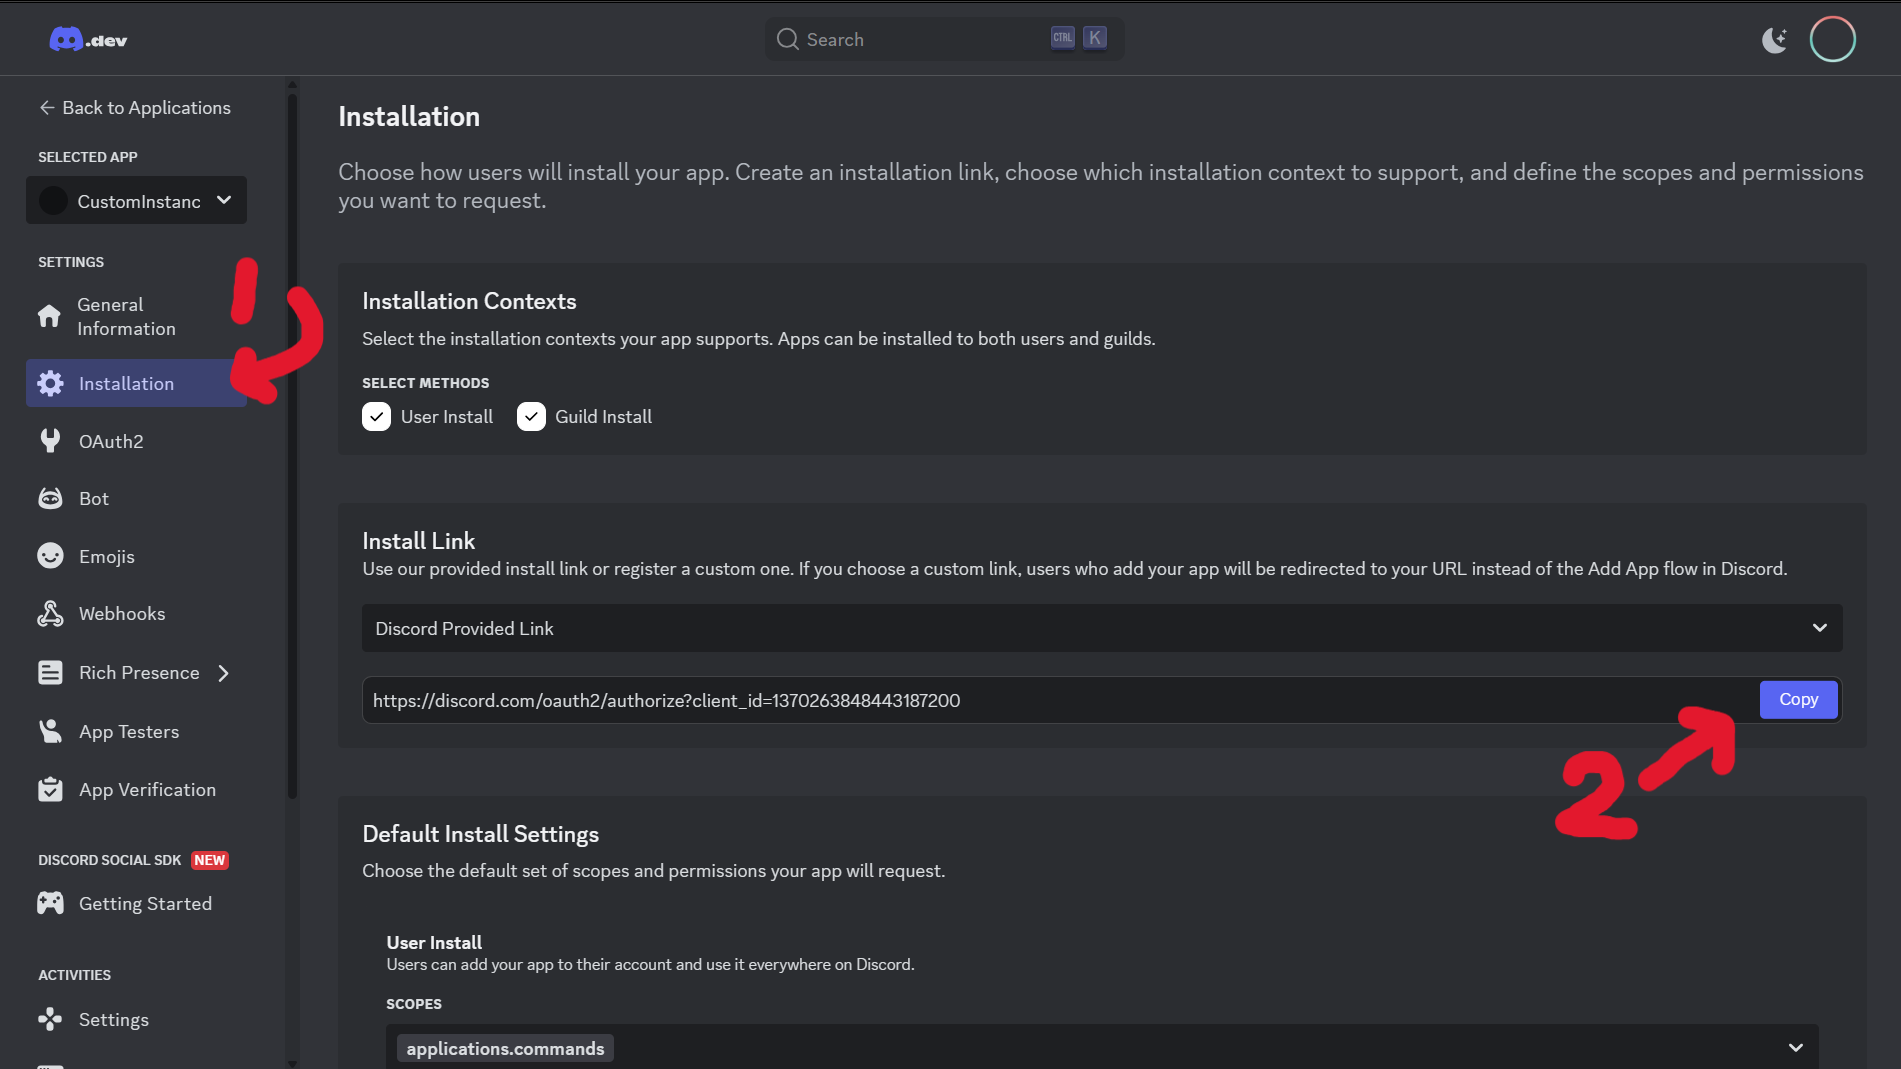 .dev
Search
CTRL K
Back to Applications
SELECTED APP
CustomInstanc
SETTINGS
General
Information
Installation
OAuth2
Bot
Emojis
Webhooks
Rich Presence
App Testers
App Verification
DISCORD SOCIAL SDK NEW
Getting Started
ACTIVITIES
Settings
1
Installation
Choose how users will install your app. Create an installation link, choose which installation context to support, and define the scopes and permissions
you want to request.
Installation Contexts
Select the installation contexts your app supports. Apps can be installed to both users and guilds.
SELECT METHODS
User Install Guild Install
Install Link
Use our provided install link or register a custom one. If you choose a custom link, users who add your app will be redirected to your URL instead of the Add App flow in Discord.
Discord Provided Link
https://discord.com/oauth2/authorize?client_id=1370263848443187200
Copy
2
Default Install Settings
Choose the default set of scopes and permissions your app will request.
User Install
Users can add your app to their account and use it everywhere on Discord.
SCOPES
applications.commands